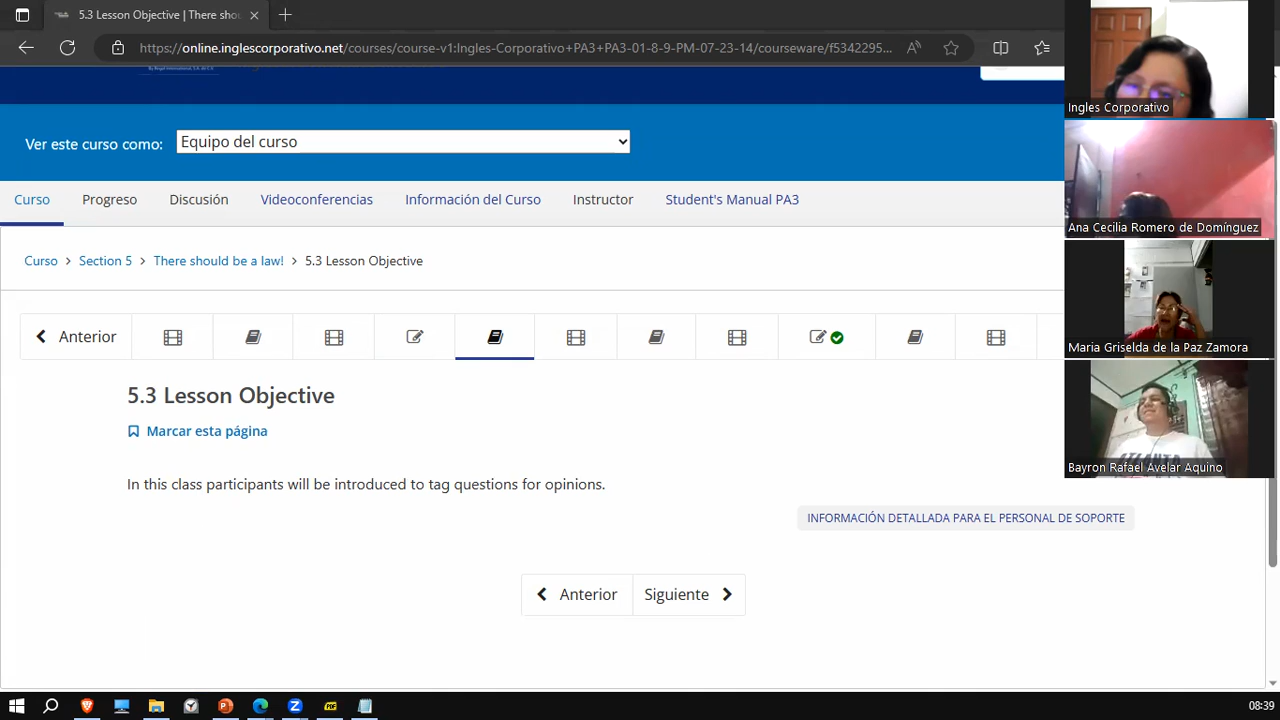 5.3 Lesson Objective | There shou
https://online.inglescorporativo.net/courses/course-v1:Ingles-Corporativo+PA3+PA3-01-8-9-PM-07-23-14/courseware/f5342295...
Ver este curso como:
Equipo del curso
Curso
Progreso
Discusión
Videoconferencias
Información del Curso
Instructor
Student's Manual PA3
Curso > Section 5 > There should be a law! > 5.3 Lesson Objective
Anterior
5.3 Lesson Objective
Marcar esta página
In this class participants will be introduced to tag questions for opinions.
INFORMACIÓN DETALLADA PARA EL PERSONAL DE SOPORTE
Anterior
Siguiente
Ingles Corporativo
Ana Cecilia Romero de Domínguez
Maria Griselda de la Paz Zamora
Bayron Rafael Avelar Aquino
08:39